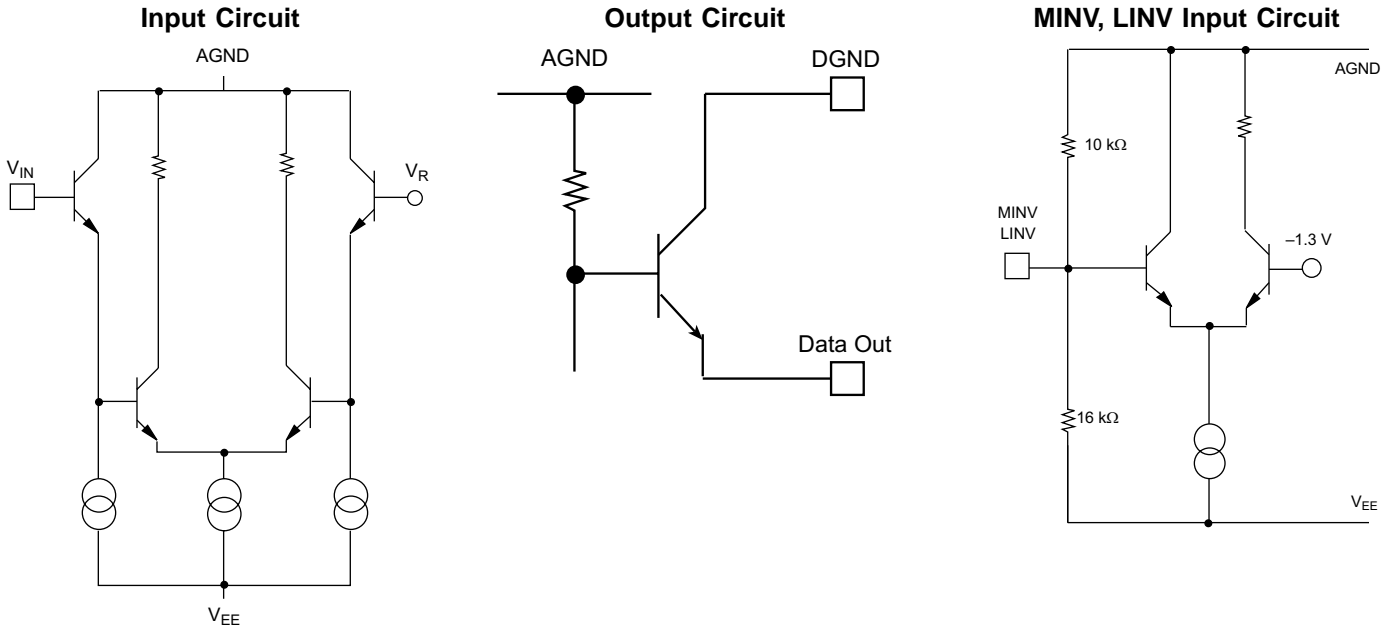 Input Circuit
AGND
V_IN
V_R
V_EE
Output Circuit
AGND
DGND
Data Out
MINV, LINV Input Circuit
AGND
10 kΩ
MINV
LINV
–1.3 V
16 kΩ
V_EE